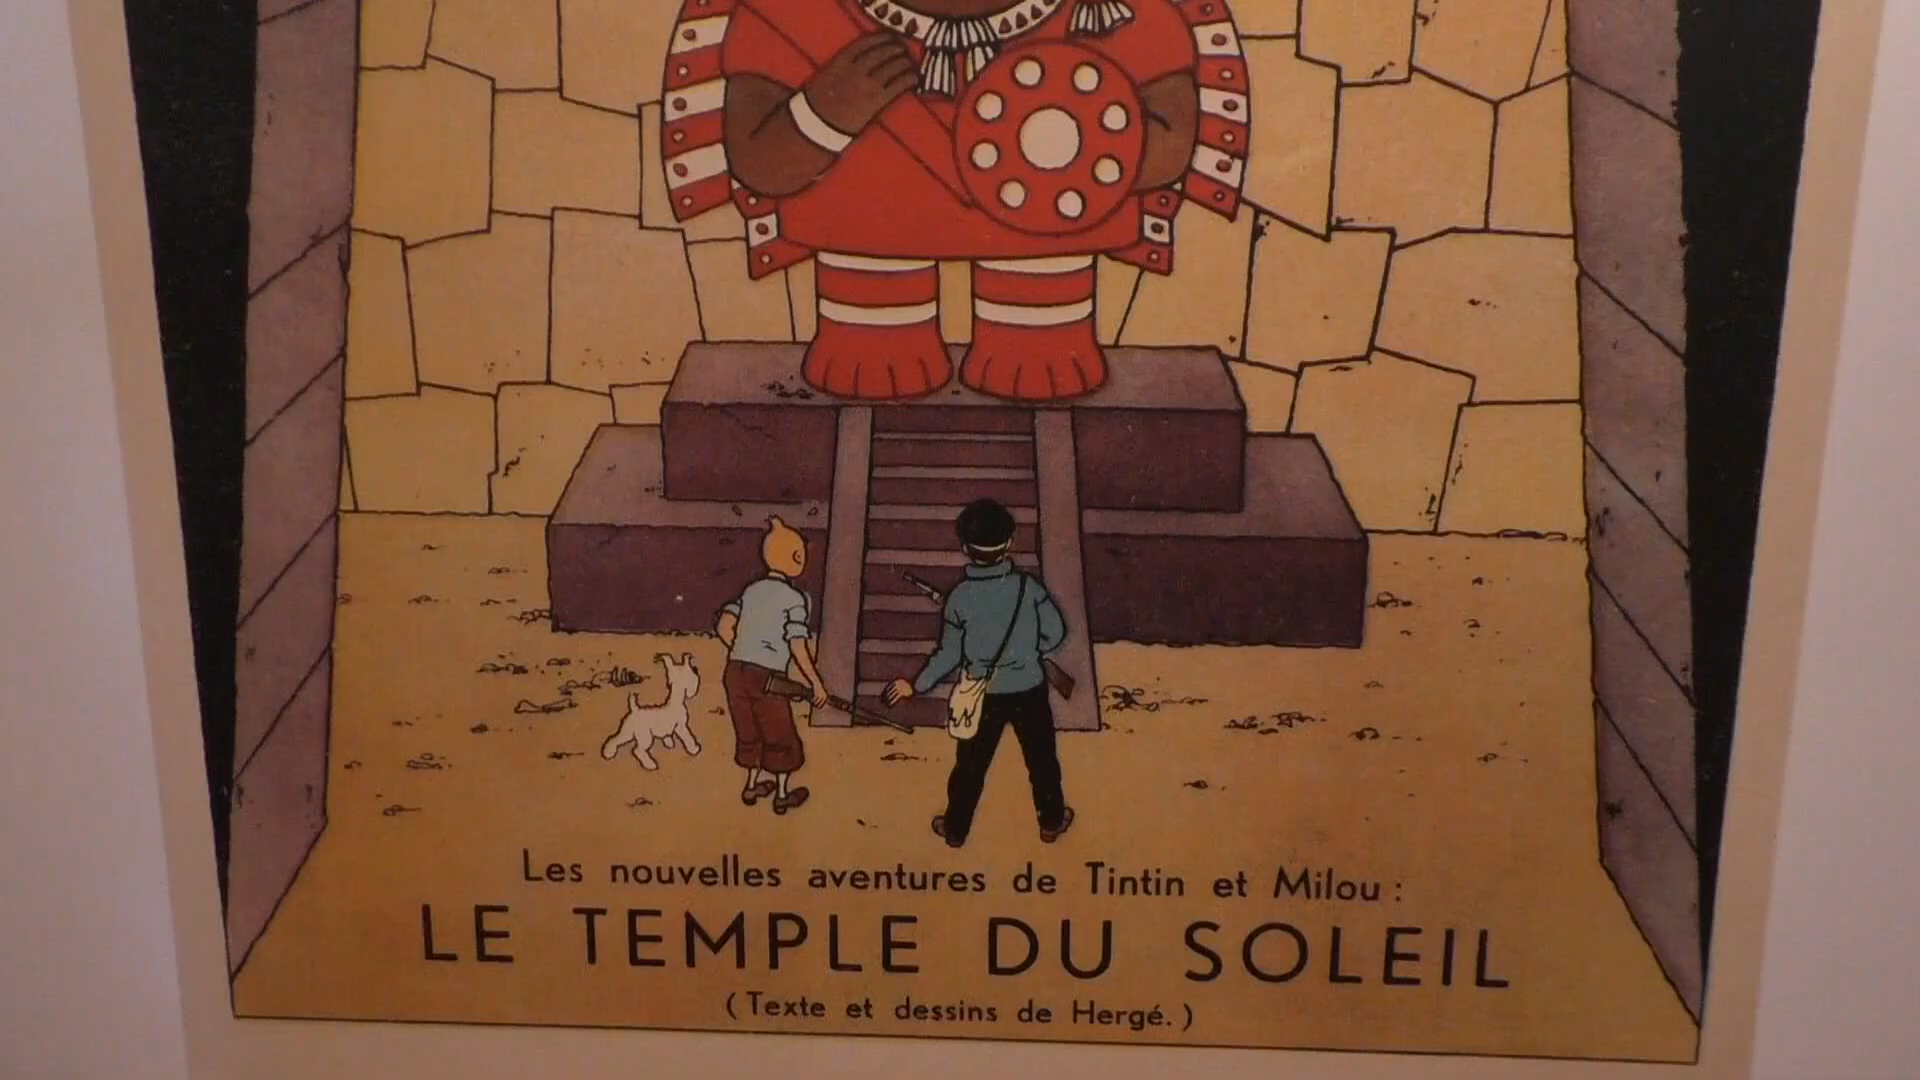 Les nouvelles aventures de Tintin et Milou :
LE TEMPLE DU SOLEIL
(Texte et dessins de Hergé.)